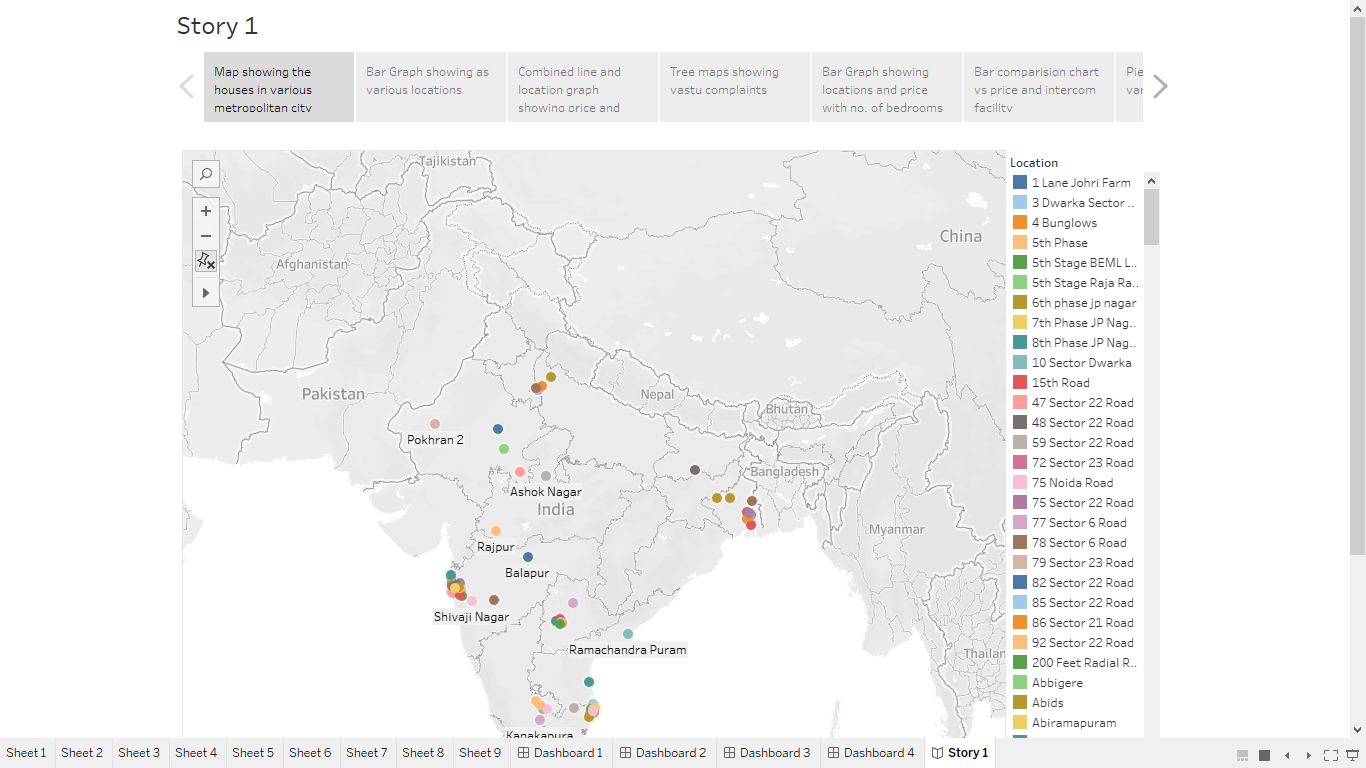 Story 1
Map showing the
houses in various
metropolitan city
Bar Graph showing as
various locations
Combined line and
location graph
showing price and
Tree maps showing
vastu complaints
Bar Graph showing
locations and price
with no. of bedrooms
Bar comparision chart
vs price and intercom
facility
Pie
var
Tajikistan
Afghanistan
China
Pakistan
Nepal
Bhutan
Pokhran 2
Bangladesh
Ashok Nagar
India
Myanmar
Rajpur
Balapur
Shivaji Nagar
Ramachandra Puram
Thailan
Kanakapura
Location
1 Lane Johri Farm
3 Dwarka Sector ..
4 Bunglows
5th Phase
5th Stage BEML L..
5th Stage Raja Ra..
6th phase jp nagar
7th Phase JP Nag..
8th Phase JP Nag..
10 Sector Dwarka
15th Road
47 Sector 22 Road
48 Sector 22 Road
59 Sector 22 Road
72 Sector 23 Road
75 Noida Road
75 Sector 22 Road
77 Sector 6 Road
78 Sector 6 Road
79 Sector 23 Road
82 Sector 22 Road
85 Sector 22 Road
86 Sector 21 Road
92 Sector 22 Road
200 Feet Radial R..
Abbigere
Abids
Abiramapuram
Sheet 1 Sheet 2 Sheet 3 Sheet 4 Sheet 5 Sheet 6 Sheet 7 Sheet 8 Sheet 9 Dashboard 1 Dashboard 2 Dashboard 3 Dashboard 4 Story 1